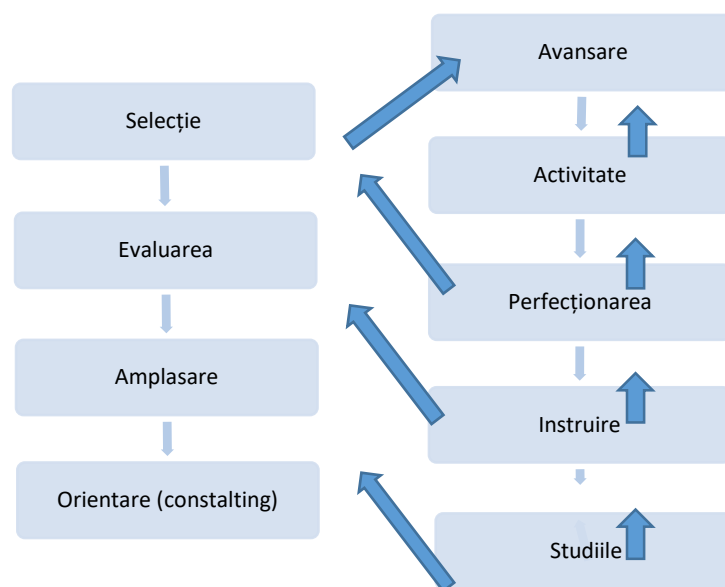 Selecție
Evaluarea
Amplasare
Orientare (constalting)
Avansare
Activitate
Perfecționarea
Instruire
Studiile